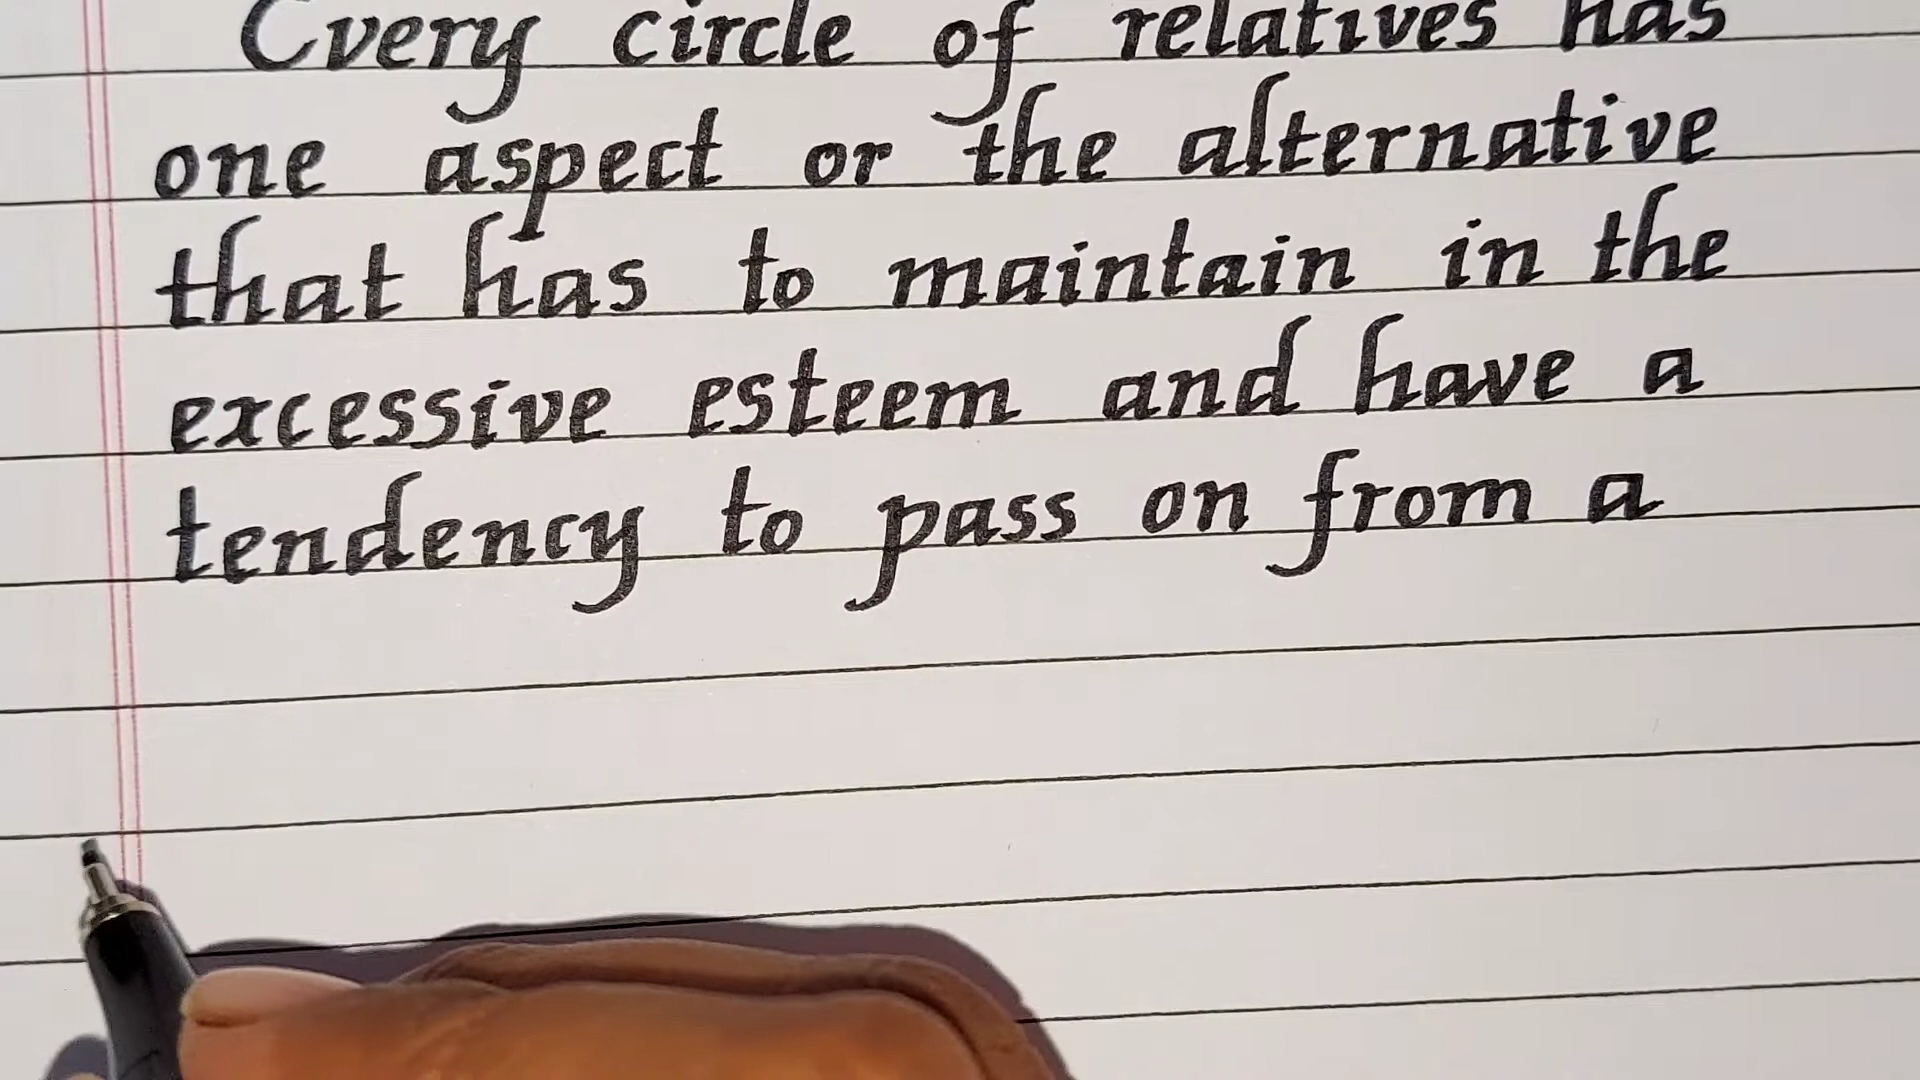 Every circle of relatives has
one aspect or the alternative
that has to maintain in the
excessive esteem and have a
tendency to pass on from a